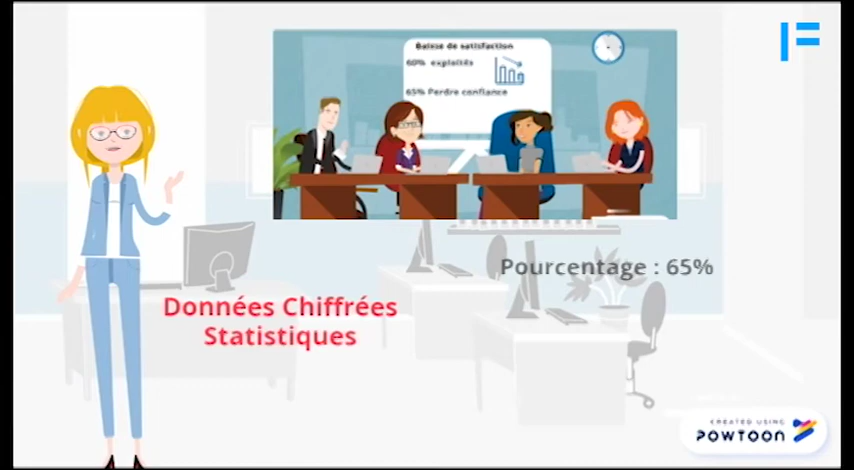 Baisse de satisfaction
60% exploités
65% Perdre confiance
Pourcentage : 65%
Données Chiffrées
Statistiques
CREATED USING
POWTOON